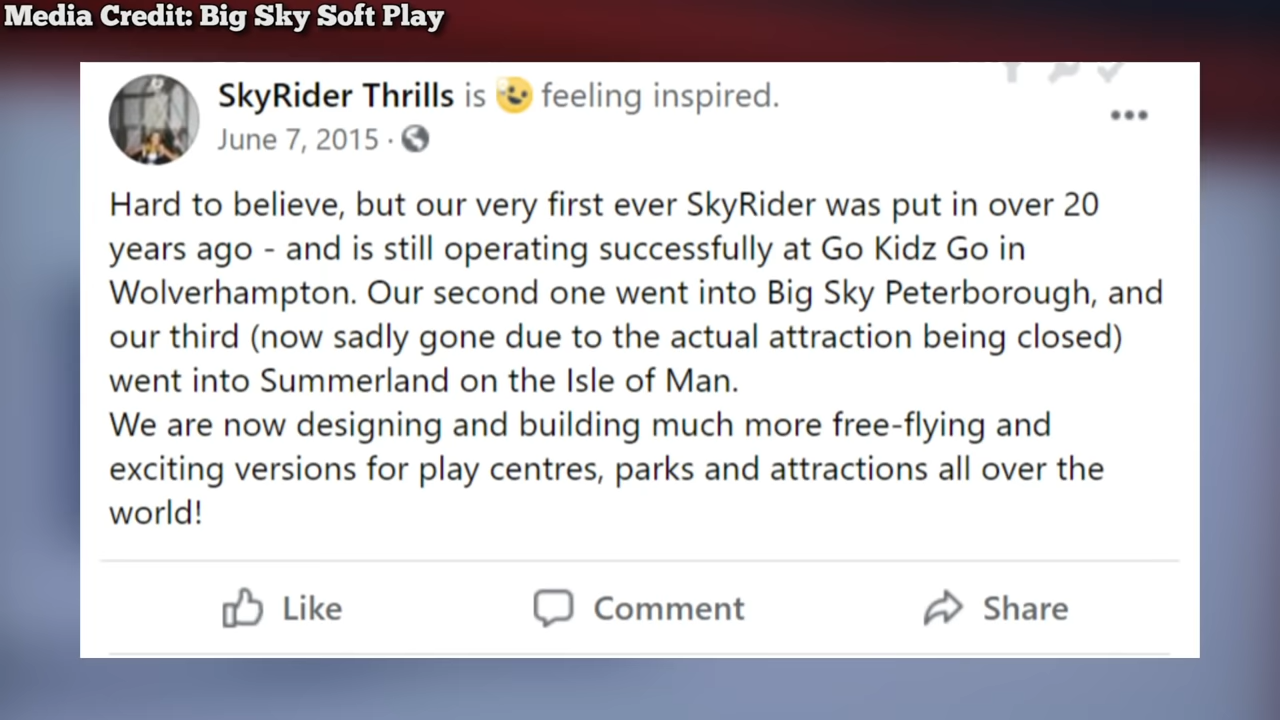 Media Credit: Big Sky Soft Play
SkyRider Thrills is feeling inspired.
June 7, 2015 ·
Hard to believe, but our very first ever SkyRider was put in over 20
years ago - and is still operating successfully at Go Kidz Go in
Wolverhampton. Our second one went into Big Sky Peterborough, and
our third (now sadly gone due to the actual attraction being closed)
went into Summerland on the Isle of Man.
We are now designing and building much more free-flying and
exciting versions for play centres, parks and attractions all over the
world!
Like Comment Share